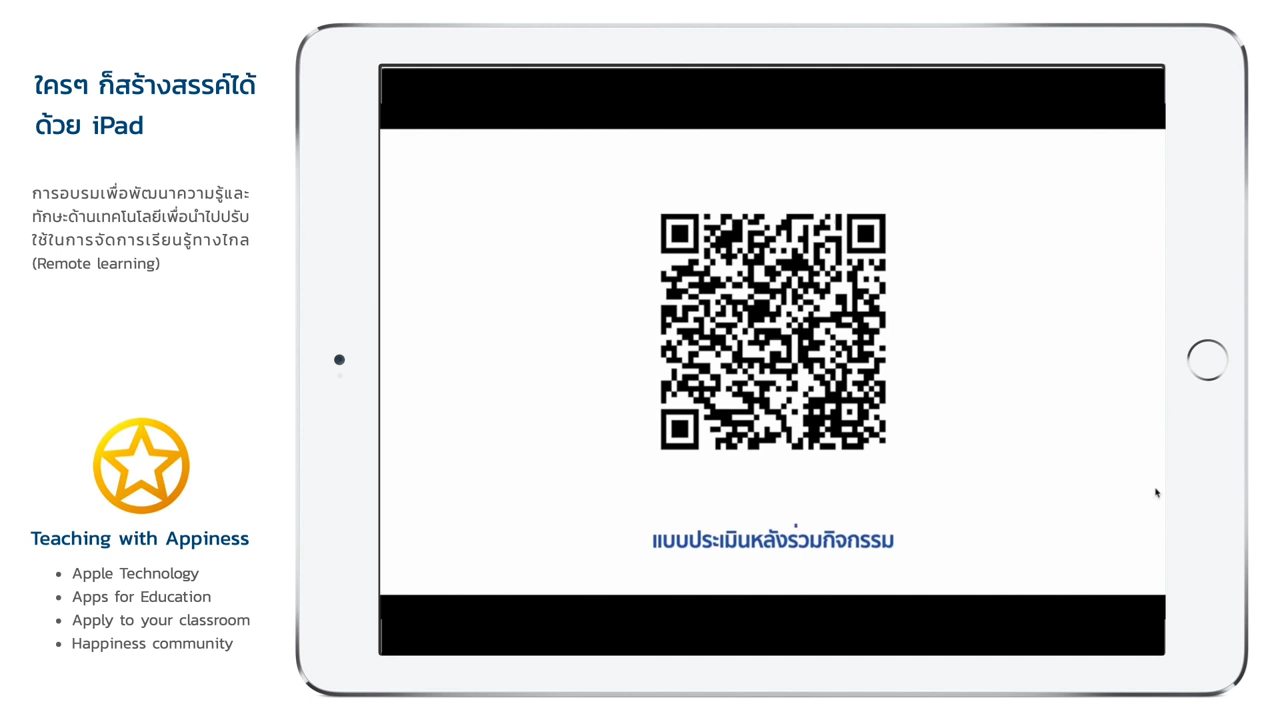 ใครๆ ก็สร้างสรรค์ได้
ด้วย iPad
การอบรมเพื่อพัฒนาความรู้และ
ทักษะด้านเทคโนโลยีเพื่อนำไปปรับ
ใช้ในการจัดการเรียนรู้ทางไกล
(Remote learning)
Teaching with Appiness
• Apple Technology
• Apps for Education
• Apply to your classroom
• Happiness community
แบบประเมินหลังร่วมกิจกรรม